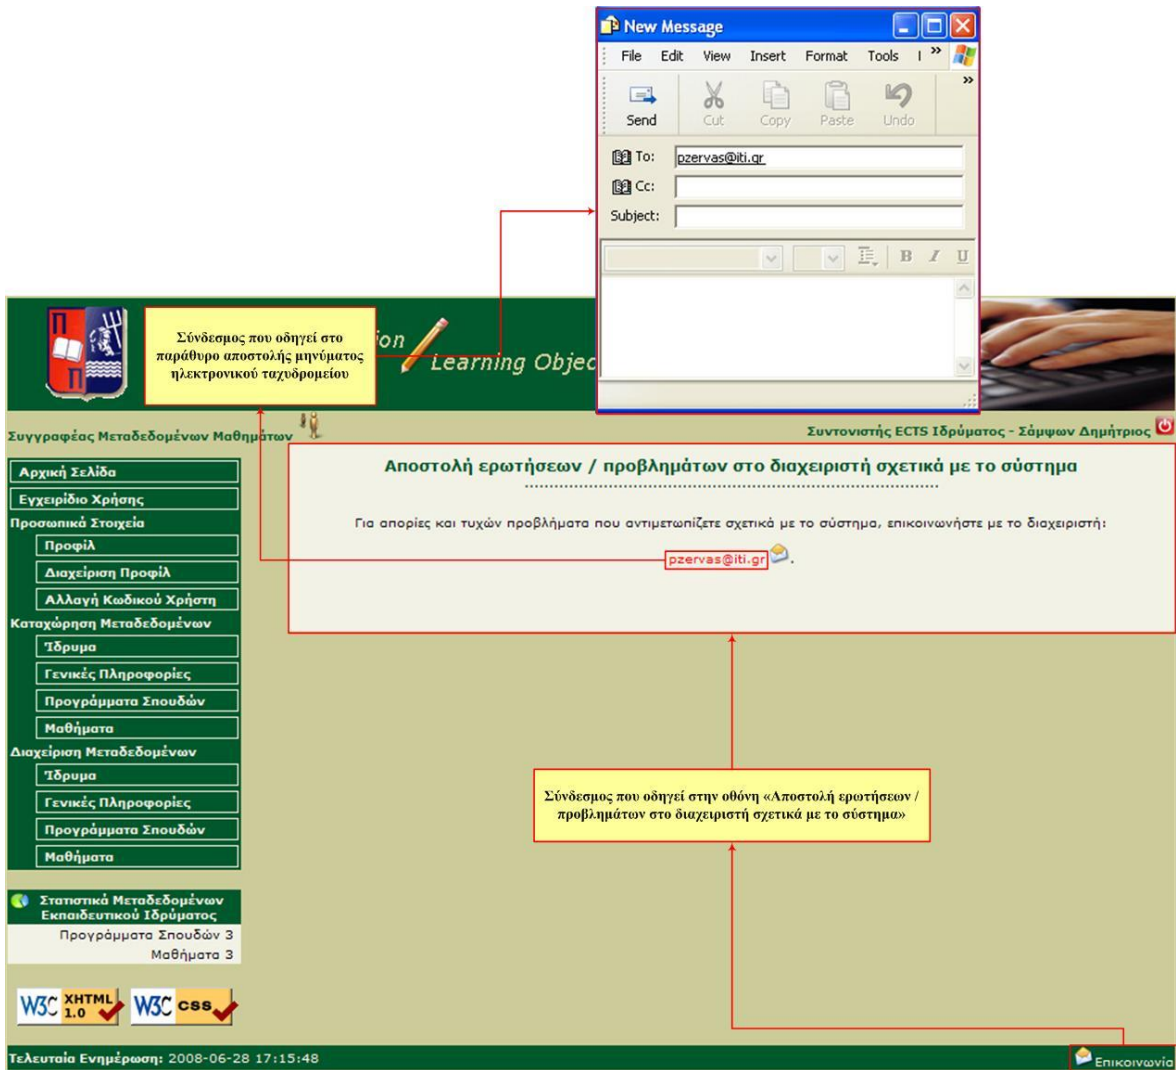 New Message
File Edit View Insert Format Tools
Send Cut Copy Paste Undo
To: pzervas@iti.gr
Cc:
Subject:
B I U
Π
Π
Σύνδεσμος που οδηγεί στο
παράθυρο αποστολής μηνύματος
ηλεκτρονικού ταχυδρομείου
ion
Learning Objec
Συγγραφέας Μεταδεδομένων Μαθημάτων
Συντονιστής ECTS Ιδρύματος - Σάμψων Δημήτριος
Αρχική Σελίδα
Εγχειρίδιο Χρήσης
Προσωπικά Στοιχεία
Προφίλ
Διαχείριση Προφίλ
Αλλαγή Κωδικού Χρήστη
Καταχώρηση Μεταδεδομένων
Ίδρυμα
Γενικές Πληροφορίες
Προγράμματα Σπουδών
Μαθήματα
Διαχείριση Μεταδεδομένων
Ίδρυμα
Γενικές Πληροφορίες
Προγράμματα Σπουδών
Μαθήματα
Στατιστικά Μεταδεδομένων
Εκπαιδευτικού Ιδρύματος
Προγράμματα Σπουδών 3
Μαθήματα 3
W3C XHTML 1.0
W3C css
Αποστολή ερωτήσεων / προβλημάτων στο διαχειριστή σχετικά με το σύστημα
Για απορίες και τυχών προβλήματα που αντιμετωπίζετε σχετικά με το σύστημα, επικοινωνήστε με το διαχειριστή:
pzervas@iti.gr.
Σύνδεσμος που οδηγεί στην οθόνη «Αποστολή ερωτήσεων /
προβλημάτων στο διαχειριστή σχετικά με το σύστημα»
Τελευταία Ενημέρωση: 2008-06-28 17:15:48
Επικοινωνία